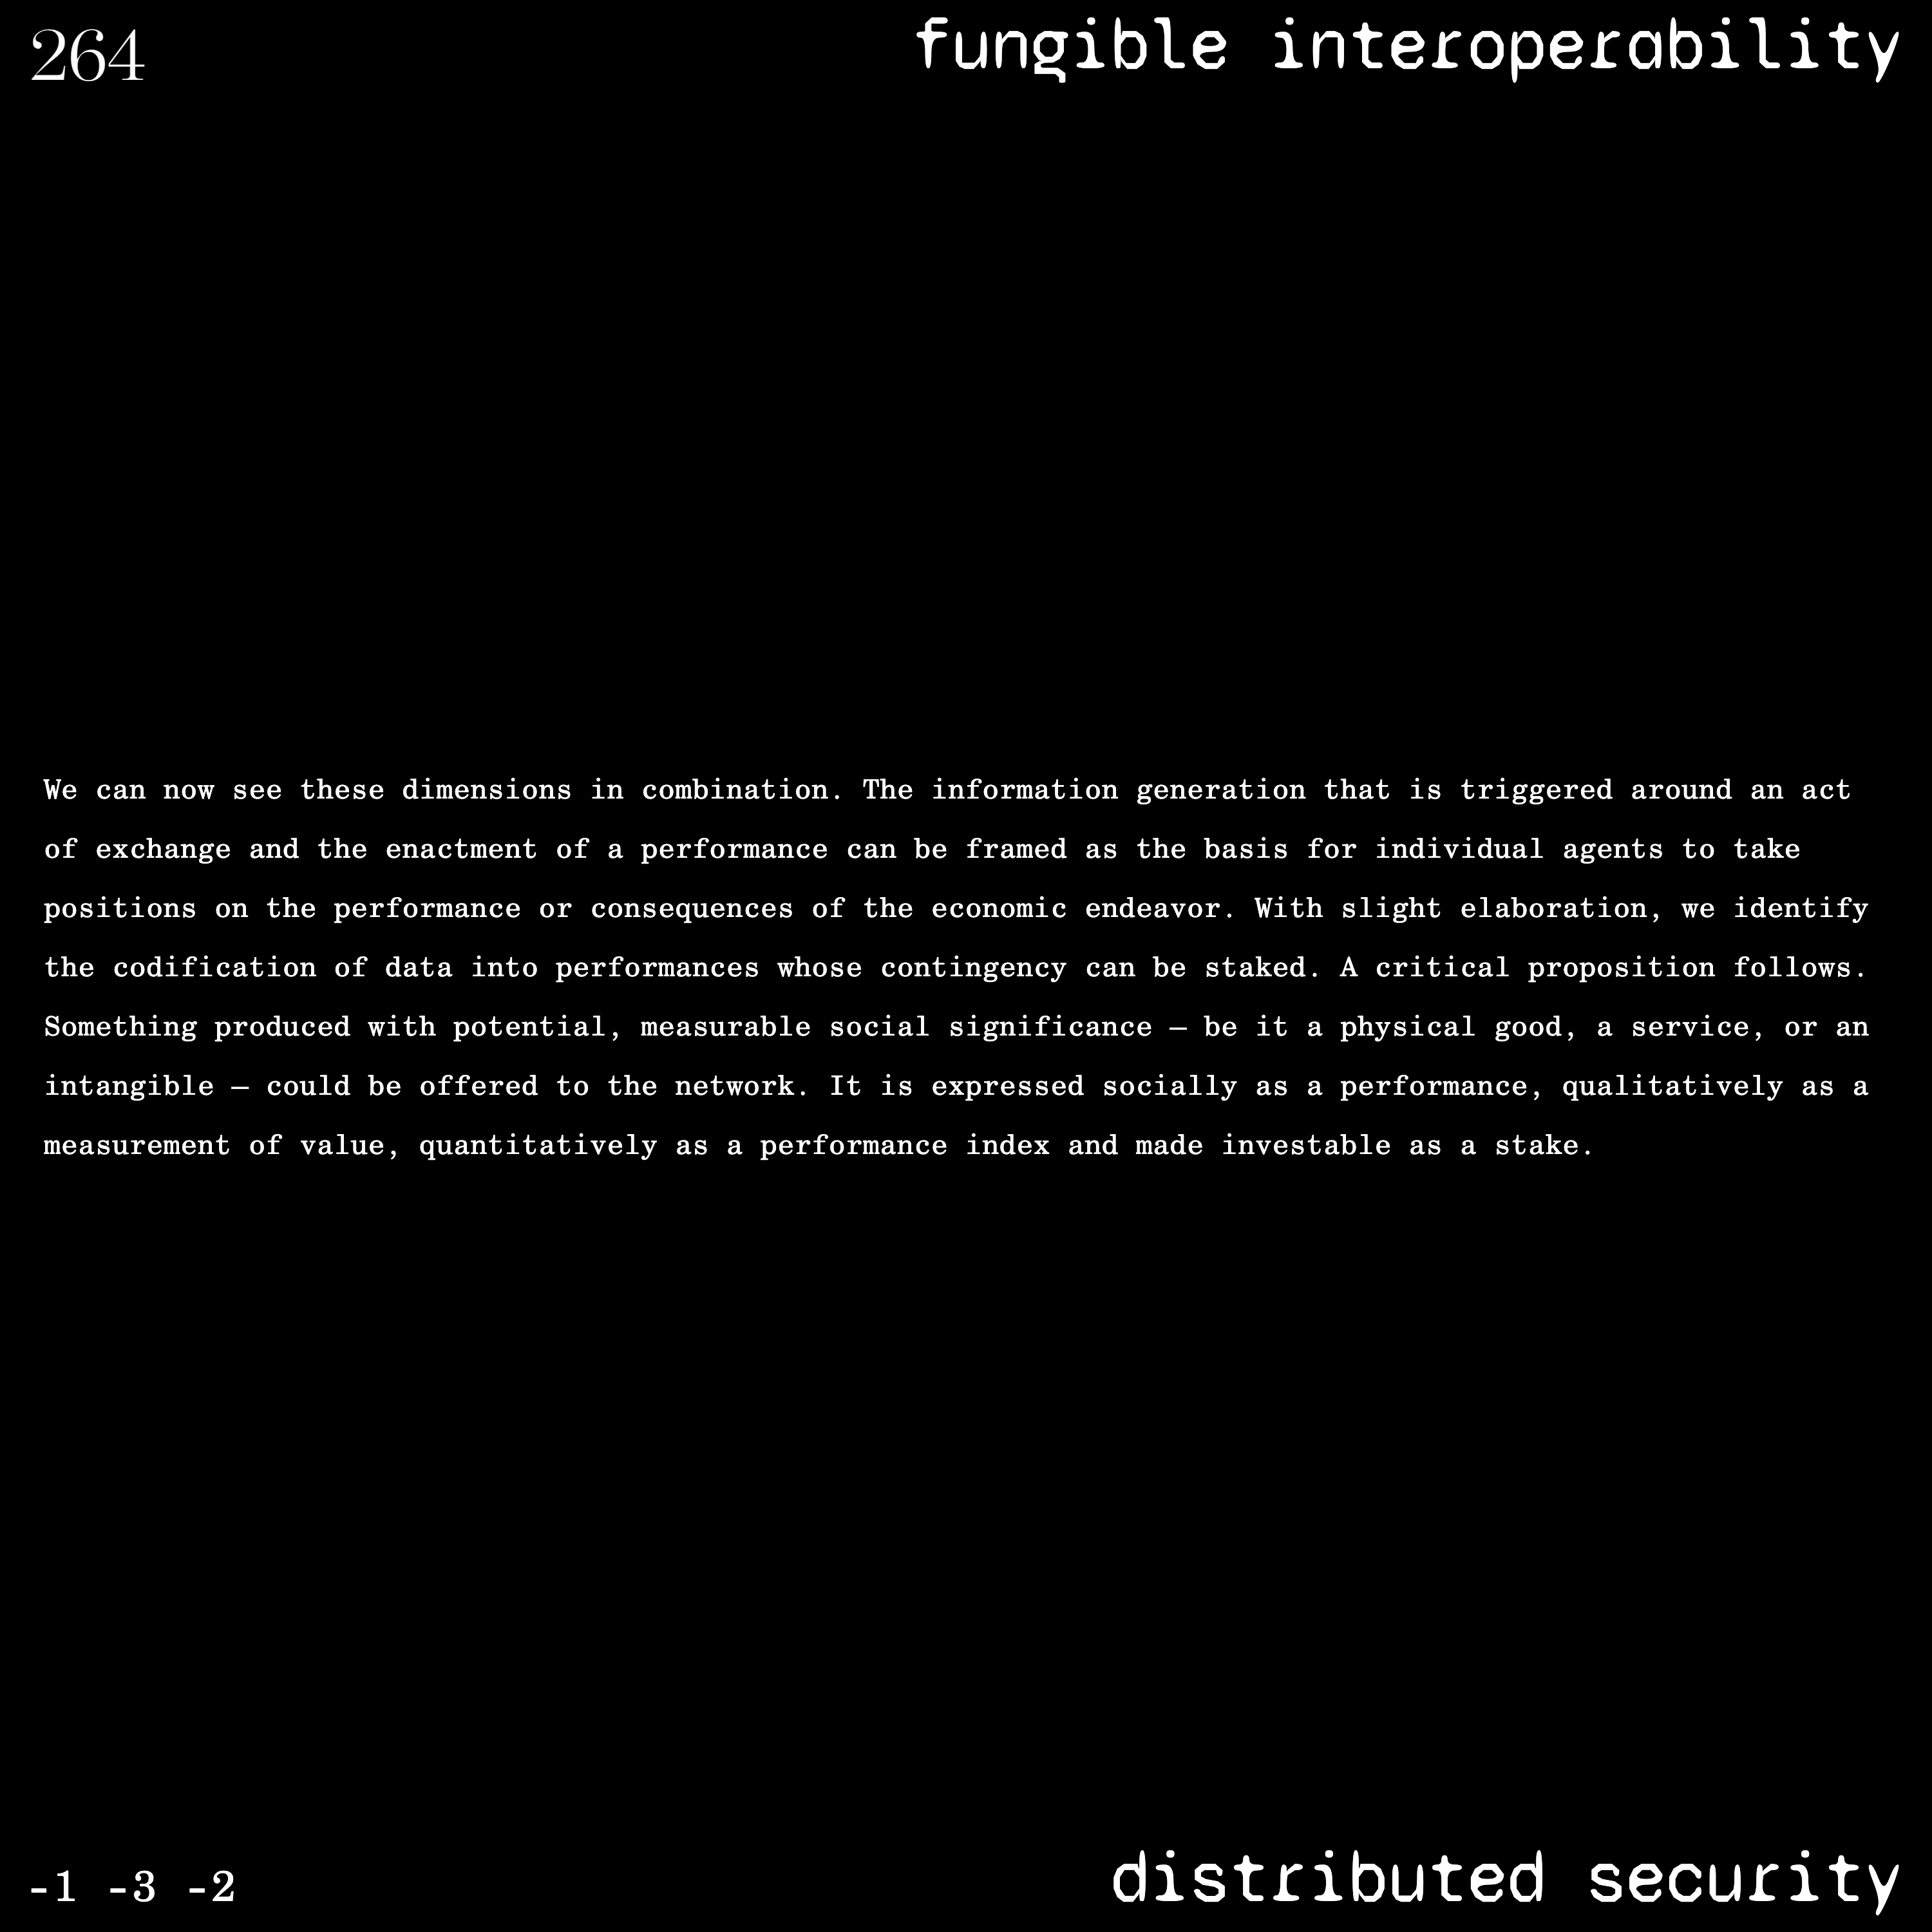 264
fungible interoperability
We can now see these dimensions in combination. The information generation that is triggered around an act
of exchange and the enactment of a performance can be framed as the basis for individual agents to take
positions on the performance or consequences of the economic endeavor. With slight elaboration, we identify
the codification of data into performances whose contingency can be staked. A critical proposition follows.
Something produced with potential, measurable social significance — be it a physical good, a service, or an
intangible — could be offered to the network. It is expressed socially as a performance, qualitatively as a
measurement of value, quantitatively as a performance index and made investable as a stake.
-1 -3 -2
distributed security